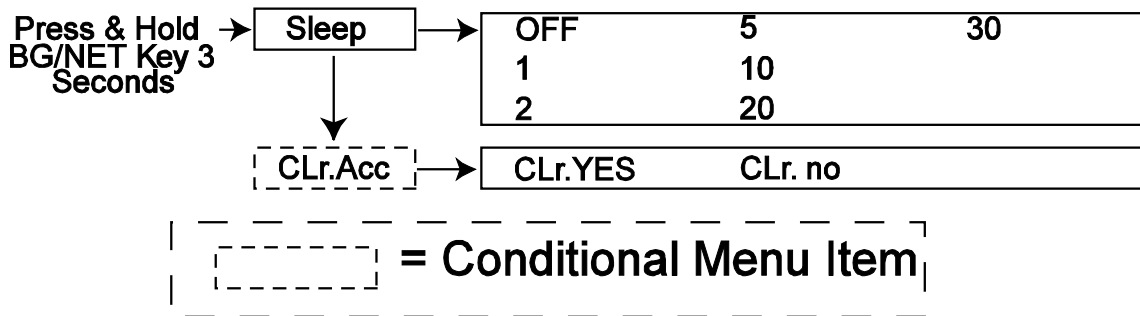 Press & Hold
BG/NET Key 3
Seconds
Sleep
OFF 5 30
1 10
2 20
CLr.Acc
CLr.YES CLr. no
= Conditional Menu Item